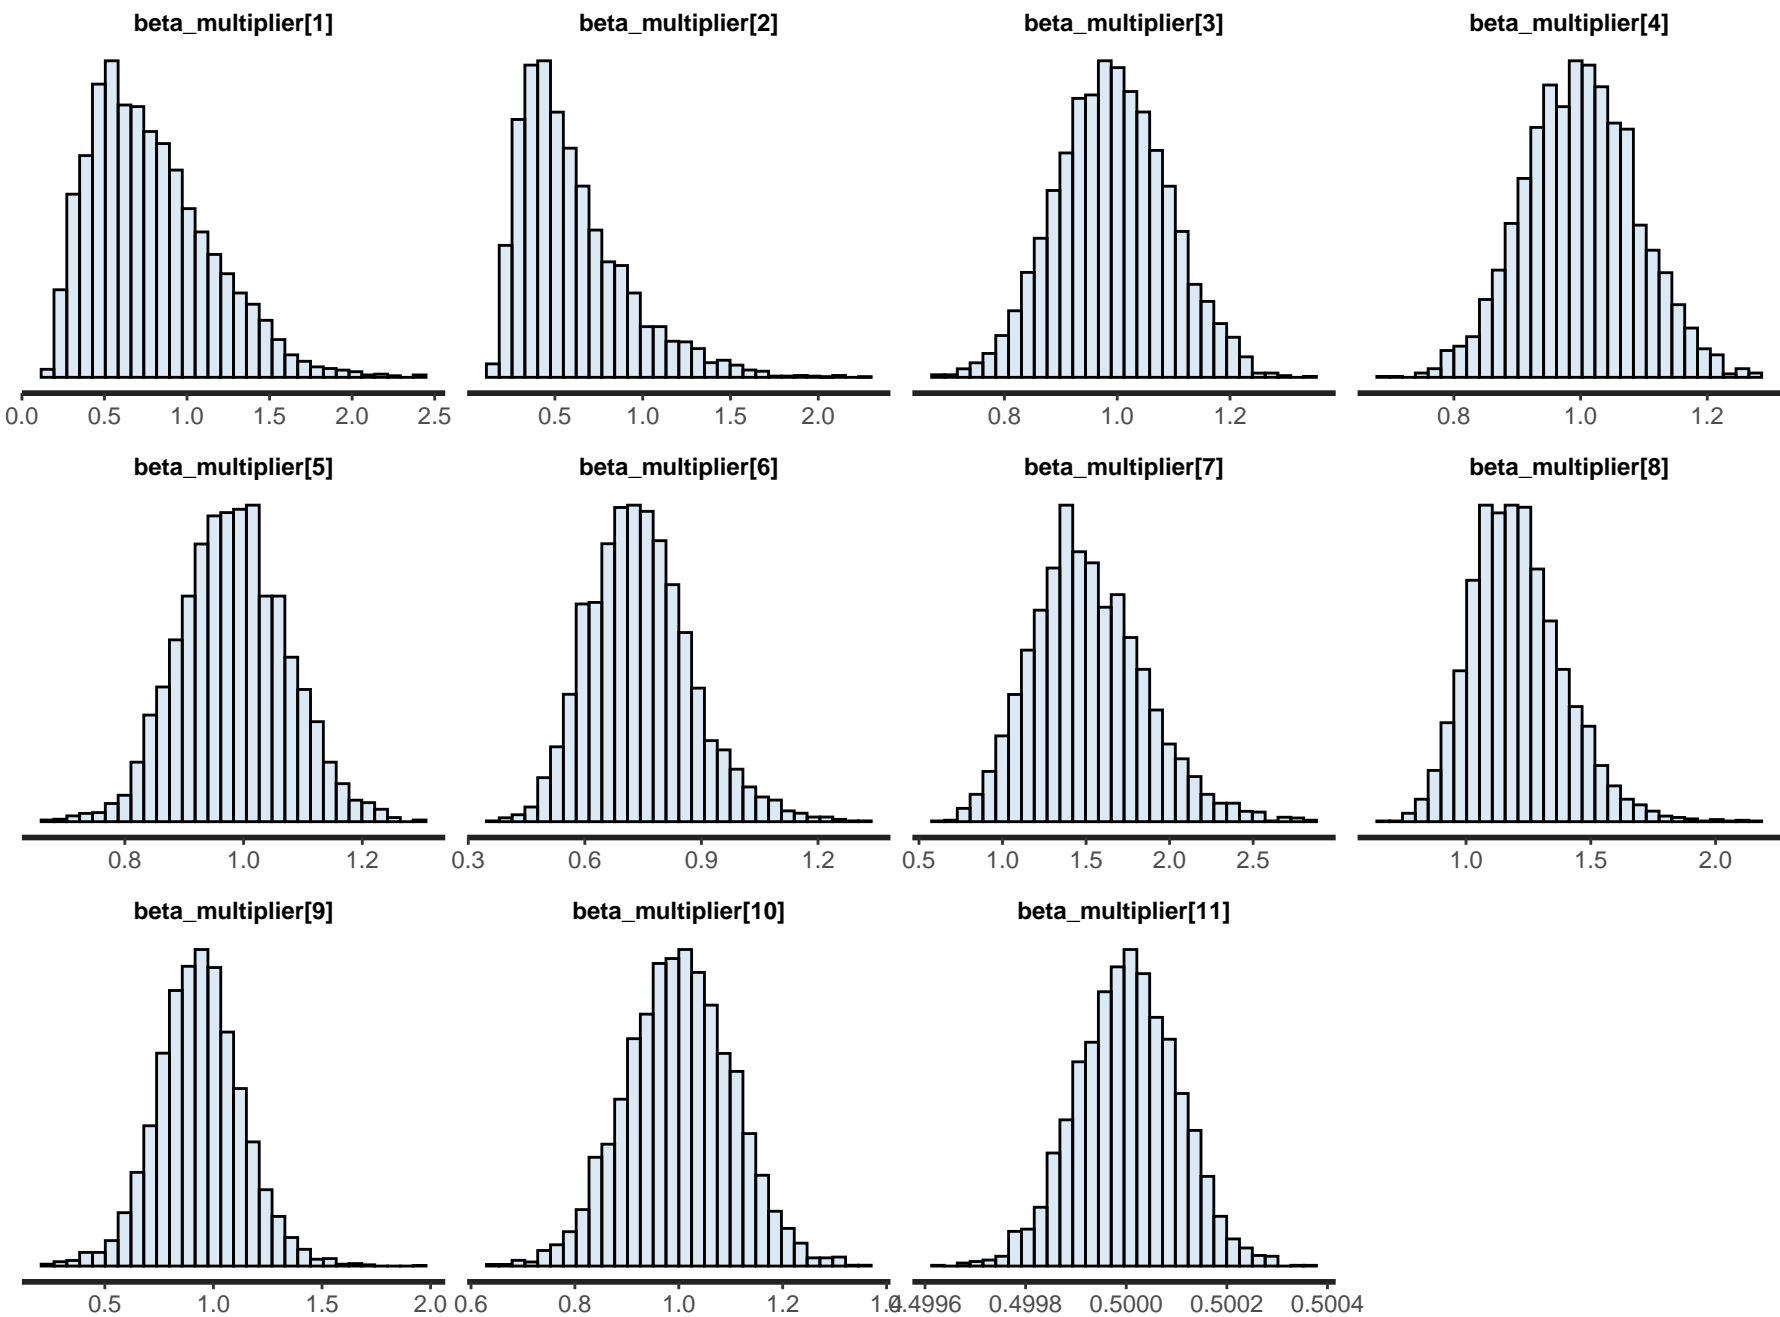 beta_multiplier[1] beta_multiplier[2] beta_multiplier[3] beta_multiplier[4]
0.0 0.5 1.0 1.5 2.0 2.5 0.5 1.0 1.5 2.0 0.8 1.0 1.2 0.8 1.0 1.2
beta_multiplier[5] beta_multiplier[6] beta_multiplier[7] beta_multiplier[8]
0.8 1.0 1.2 0.3 0.6 0.9 1.2 0.5 1.0 1.5 2.0 2.5 1.0 1.5 2.0
beta_multiplier[9] beta_multiplier[10] beta_multiplier[11]
0.5 1.0 1.5 2.0 0.6 0.8 1.0 1.2 1.4 0.4996 0.4998 0.5000 0.5002 0.5004